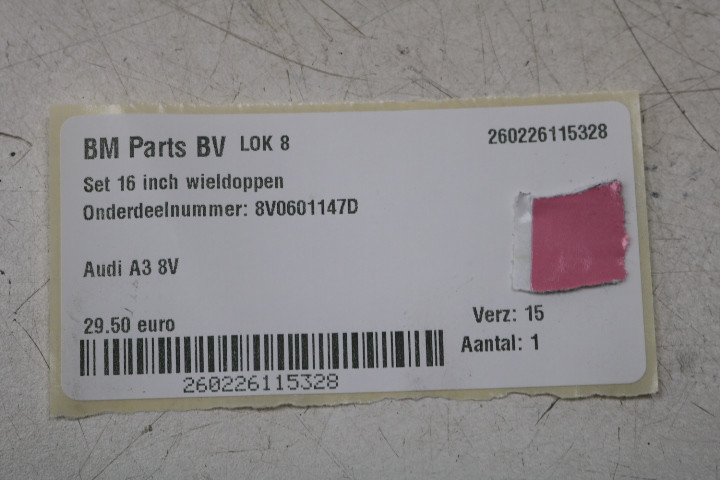 BM Parts BV LOK 8 260226115328
Set 16 inch wieldoppen
Onderdeelnummer: 8V0601147D
Audi A3 8V
29.50 euro Verz: 15
Aantal: 1
260226115328